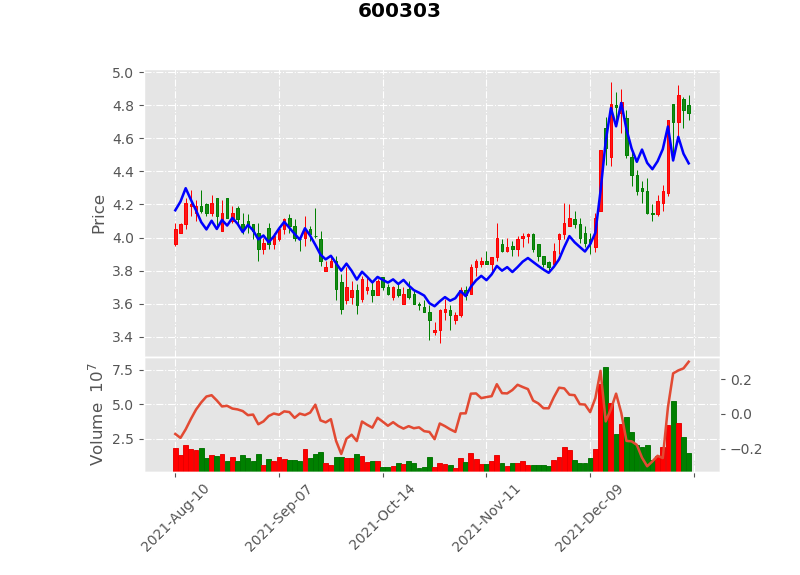 600303
5.0
4.8
4.6
4.4
4.2
4.0
3.8
3.6
3.4
Price
7.5
5.0
2.5
Volume 10^7
0.2
0.0
−0.2
2021-Aug-10
2021-Sep-07
2021-Oct-14
2021-Nov-11
2021-Dec-09